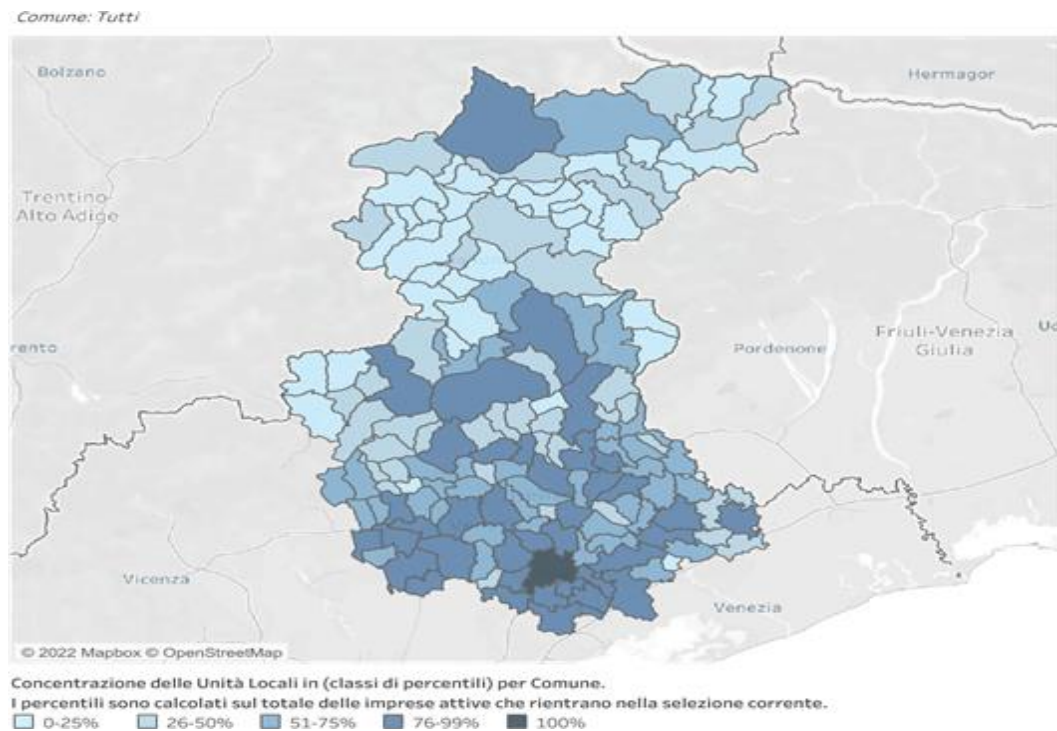 Comune: Tutti
Bolzano
Hermagor
Trentino-
Alto Adige
rento
Pordenone
Friuli-Venezia
Giulia
Vicenza
Venezia
© 2022 Mapbox © OpenStreetMap
Concentrazione delle Unità Locali in (classi di percentili) per Comune.
I percentili sono calcolati sul totale delle imprese attive che rientrano nella selezione corrente.
0-25% 26-50% 51-75% 76-99% 100%